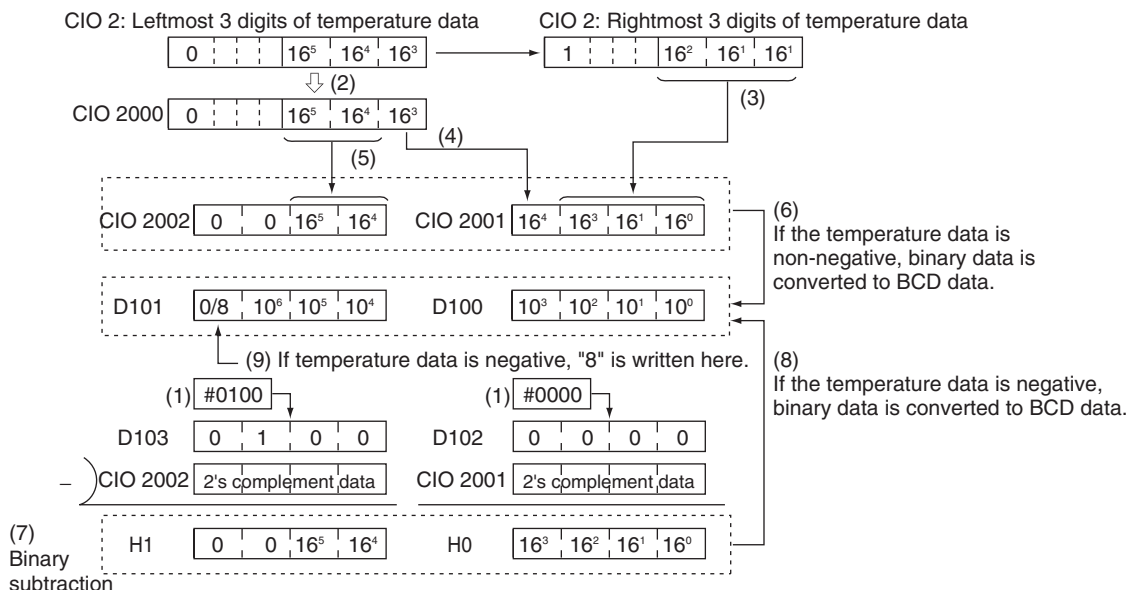 CIO 2: Leftmost 3 digits of temperature data
CIO 2: Rightmost 3 digits of temperature data
0 16⁵ 16⁴ 16³
1 16² 16¹ 16¹
(2)
(3)
CIO 2000 0 16⁵ 16⁴ 16³
(4)
(5)
CIO 2002 0 0 16⁵ 16⁴
CIO 2001 16⁴ 16³ 16¹ 16⁰
(6)
If the temperature data is
non-negative, binary data is
converted to BCD data.
D101 0/8 10⁶ 10⁵ 10⁴
D100 10³ 10² 10¹ 10⁰
(9) If temperature data is negative, "8" is written here.
(8)
If the temperature data is negative,
binary data is converted to BCD data.
(1) #0100
(1) #0000
D103 0 1 0 0
D102 0 0 0 0
– CIO 2002 2's complement data
CIO 2001 2's complement data
(7)
Binary
subtraction
H1 0 0 16⁵ 16⁴
H0 16³ 16² 16¹ 16⁰